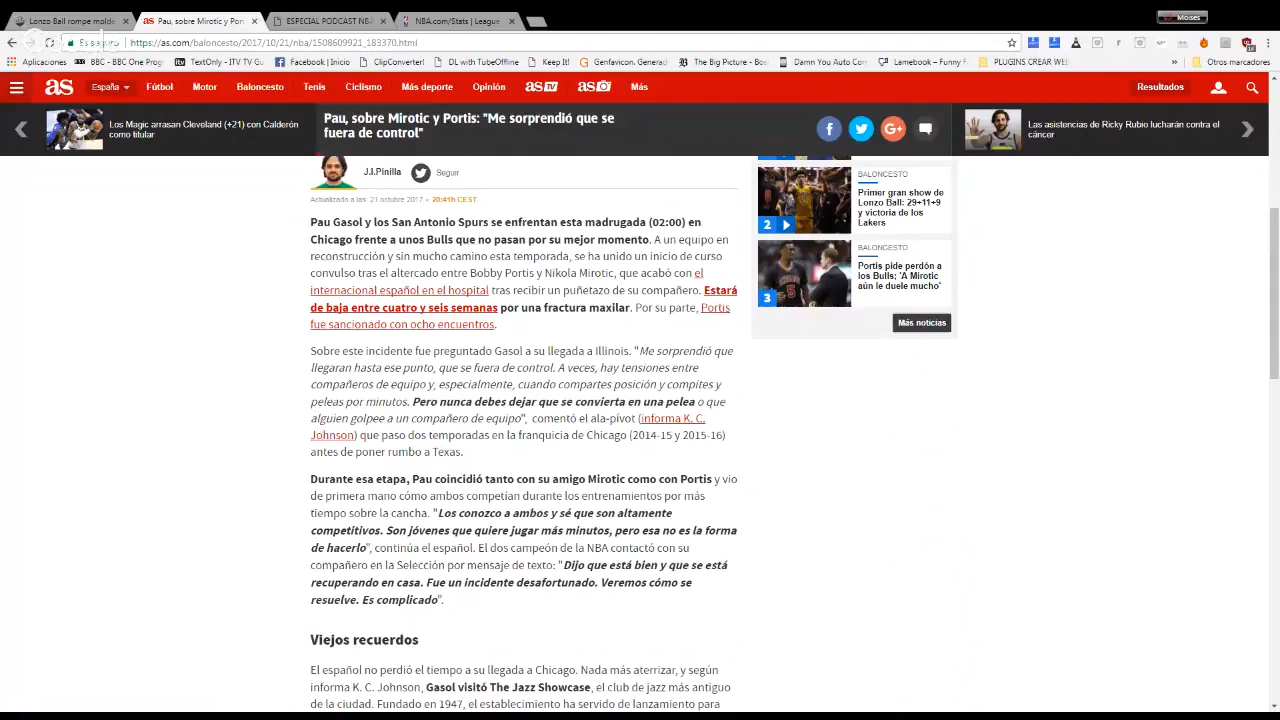 Lonzo Ball rompe molde
Pau, sobre Mirotic y Por
ESPECIAL PODCAST NBA
NBA.com/Stats | League
Moises
Es seguro
https://as.com/baloncesto/2017/10/21/nba/1508609921_183370.html
Aplicaciones
BBC - BBC One Prog
TextOnly - ITV TV Gu
Facebook | Inicio
ClipConverter!
DL with TubeOffline
Keep It!
Genfavicon. Generad
The Big Picture - Bos
Damn You Auto Corr
Lamebook – Funny F
PLUGINS CREAR WEB
»
Otros marcadores
as
España
Fútbol
Motor
Baloncesto
Tenis
Ciclismo
Más deporte
Opinión
as TV
as
Más
Resultados
Los Magic arrasan Cleveland (+21) con Calderón
como titular
Pau, sobre Mirotic y Portis: "Me sorprendió que se
fuera de control"
Las asistencias de Ricky Rubio lucharán contra el
cáncer
J.I.Pinilla
Seguir
Actualizado a las: 21 octubre 2017 - 20:41h CEST
Pau Gasol y los San Antonio Spurs se enfrentan esta madrugada (02:00) en
Chicago frente a unos Bulls que no pasan por su mejor momento. A un equipo en
reconstrucción y sin mucho camino esta temporada, se ha unido un inicio de curso
convulso tras el altercado entre Bobby Portis y Nikola Mirotic, que acabó con el
internacional español en el hospital tras recibir un puñetazo de su compañero. Estará
de baja entre cuatro y seis semanas por una fractura maxilar. Por su parte, Portis
fue sancionado con ocho encuentros.
Sobre este incidente fue preguntado Gasol a su llegada a Illinois. "Me sorprendió que
llegaran hasta ese punto, que se fuera de control. A veces, hay tensiones entre
compañeros de equipo y, especialmente, cuando compartes posición y compites y
peleas por minutos. Pero nunca debes dejar que se convierta en una pelea o que
alguien golpee a un compañero de equipo", comentó el ala-pívot (informa K. C.
Johnson) que paso dos temporadas en la franquicia de Chicago (2014-15 y 2015-16)
antes de poner rumbo a Texas.
Durante esa etapa, Pau coincidió tanto con su amigo Mirotic como con Portis y vio
de primera mano cómo ambos competían durante los entrenamientos por más
tiempo sobre la cancha. "Los conozco a ambos y sé que son altamente
competitivos. Son jóvenes que quiere jugar más minutos, pero esa no es la forma
de hacerlo", continúa el español. El dos campeón de la NBA contactó con su
compañero en la Selección por mensaje de texto: "Dijo que está bien y que se está
recuperando en casa. Fue un incidente desafortunado. Veremos cómo se
resuelve. Es complicado".
Viejos recuerdos
El español no perdió el tiempo a su llegada a Chicago. Nada más aterrizar, y según
informa K. C. Johnson, Gasol visitó The Jazz Showcase, el club de jazz más antiguo
de la ciudad. Fundado en 1947, el establecimiento ha servido de lanzamiento para
BALONCESTO
Primer gran show de
Lonzo Ball: 29+11+9
y victoria de los
Lakers
2
BALONCESTO
Portis pide perdón a
los Bulls; 'A Mirotic
aún le duele mucho'
3
Más noticias